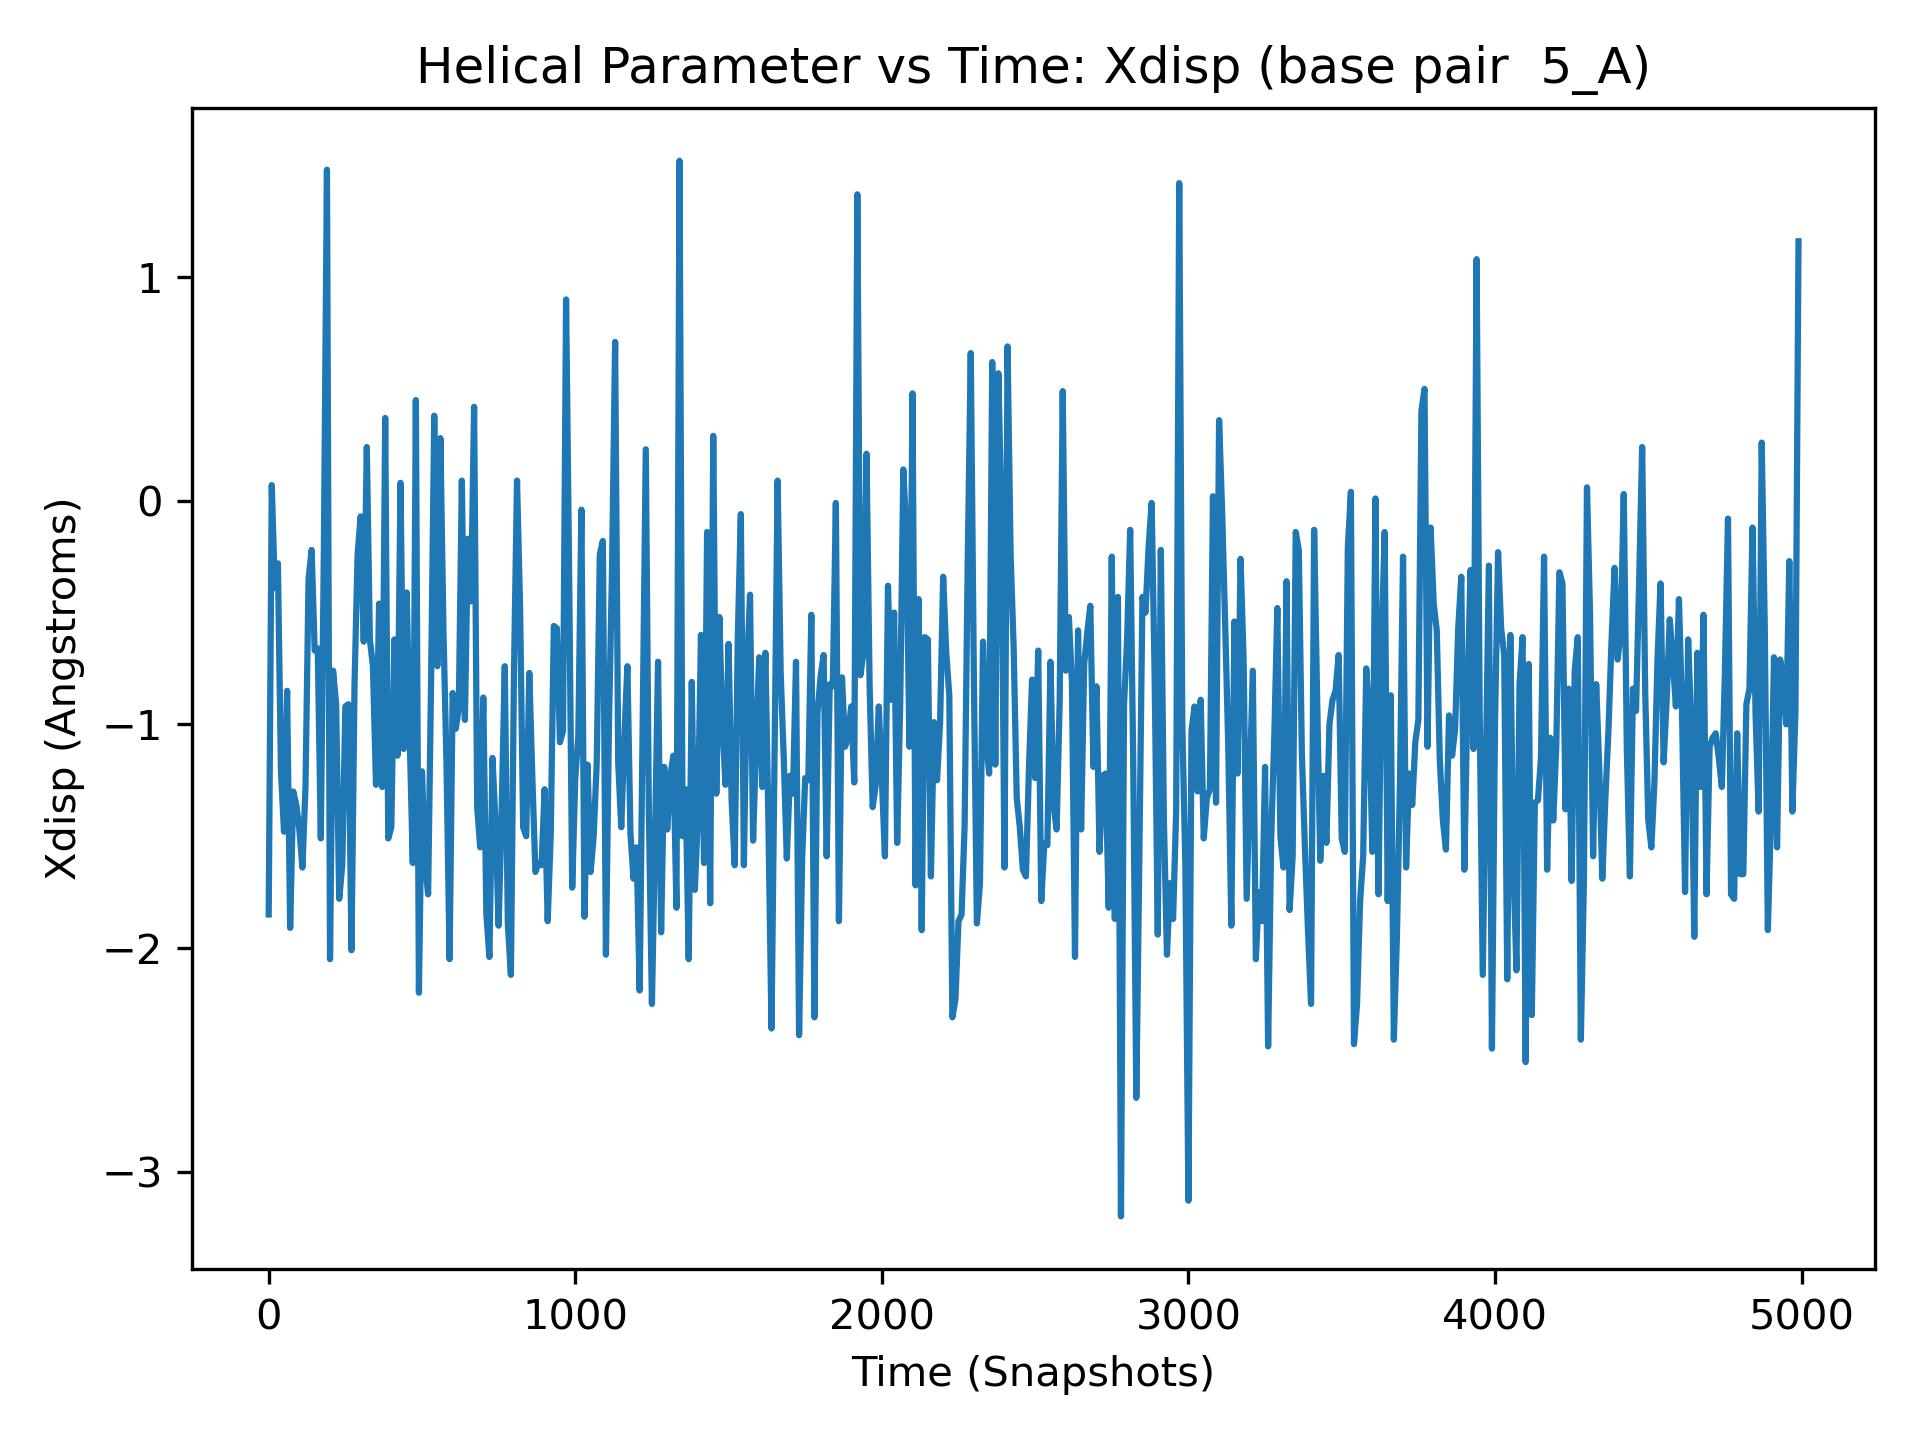 Helical Parameter vs Time: Xdisp (base pair  5_A)
Xdisp (Angstroms)
1
0
−1
−2
−3
0 1000 2000 3000 4000 5000
Time (Snapshots)